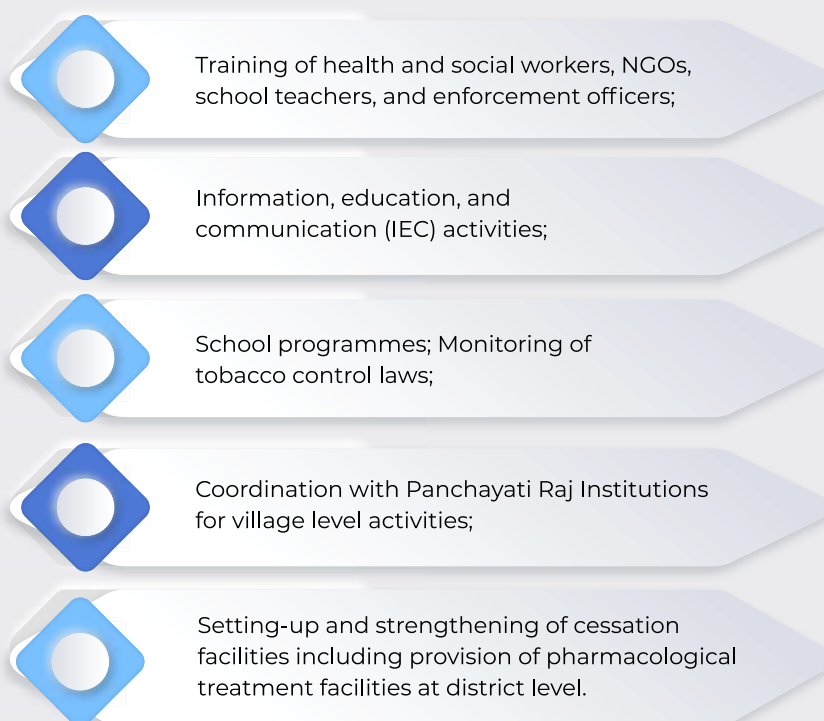 Training of health and social workers, NGOs,
school teachers, and enforcement officers;
Information, education, and
communication (IEC) activities;
School programmes; Monitoring of
tobacco control laws;
Coordination with Panchayati Raj Institutions
for village level activities;
Setting-up and strengthening of cessation
facilities including provision of pharmacological
treatment facilities at district level.